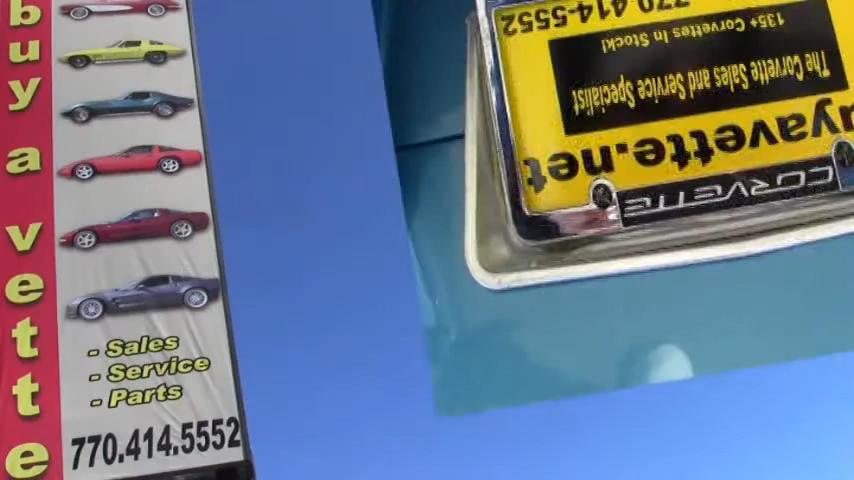 buy a vette
- Sales
- Service
- Parts
770.414.5552
770-414-5552
135+ Corvettes In Stock!
The Corvette Sales and Service Specialist
uyavette.net
CORVETTE